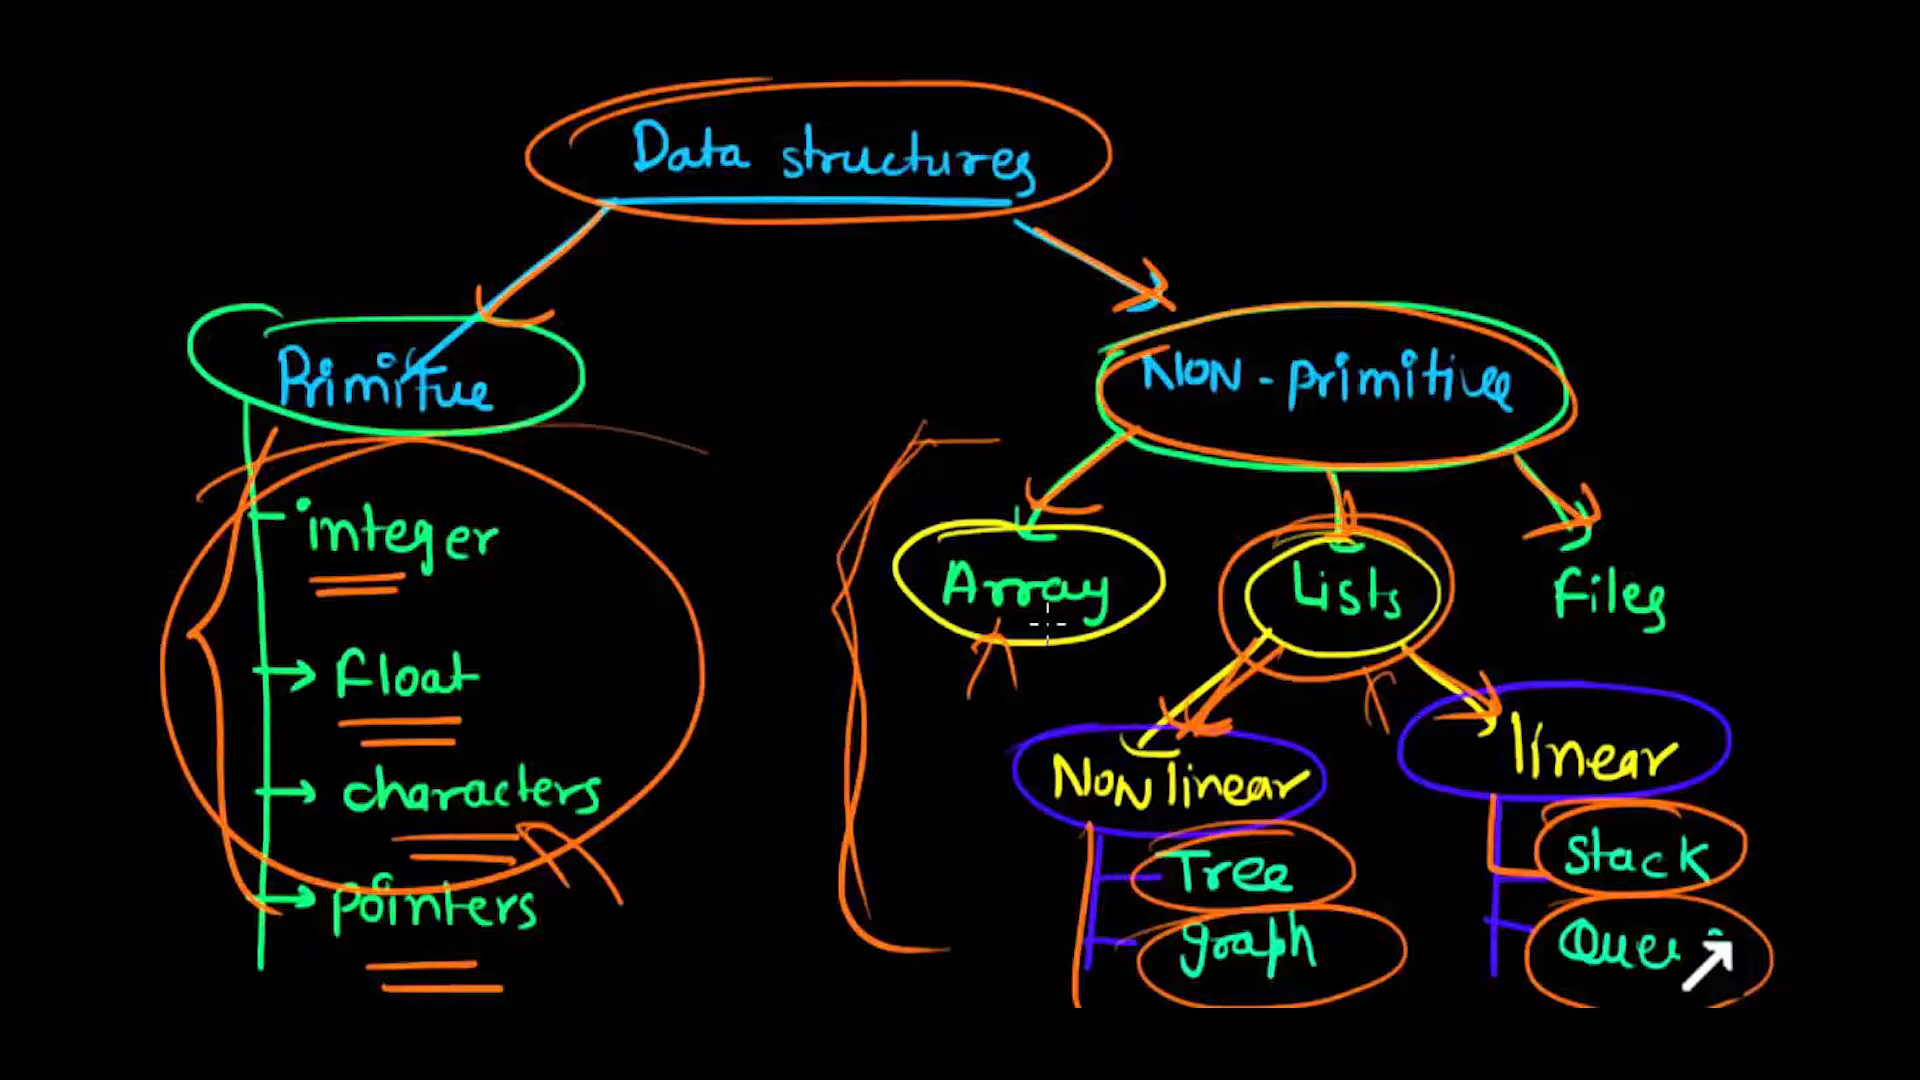 Data structures
Primitive
Non-primitive
integer
float
characters
pointers
Array
Lists
files
Non linear
linear
Tree
graph
Stack